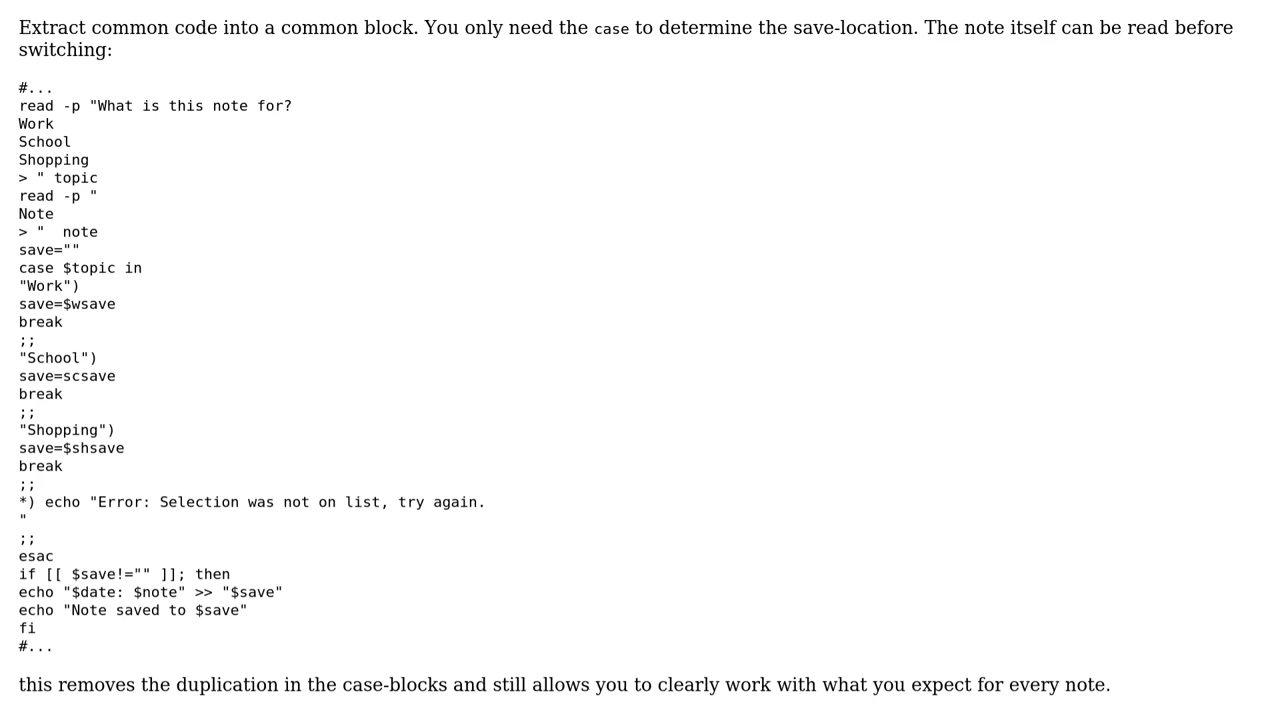 Extract common code into a common block. You only need the case to determine the save-location. The note itself can be read before
switching:
#...
read -p "What is this note for?
Work
School
Shopping
> " topic
read -p "
Note
> "  note
save=""
case $topic in
"Work")
save=$wsave
break
;;
"School")
save=scsave
break
;;
"Shopping")
save=$shsave
break
;;
*) echo "Error: Selection was not on list, try again.
"
;;
esac
if [[ $save!="" ]]; then
echo "$date: $note" >> "$save"
echo "Note saved to $save"
fi
#...
this removes the duplication in the case-blocks and still allows you to clearly work with what you expect for every note.